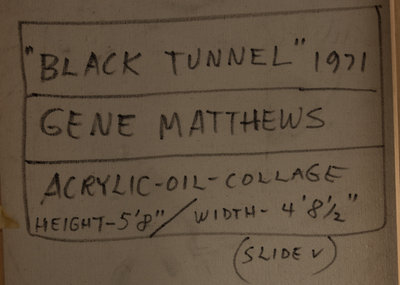 "BLACK TUNNEL" 1971
GENE MATTHEWS
ACRYLIC-OIL-COLLAGE
HEIGHT-5'8" / WIDTH- 4'8½"
(SLIDE √)